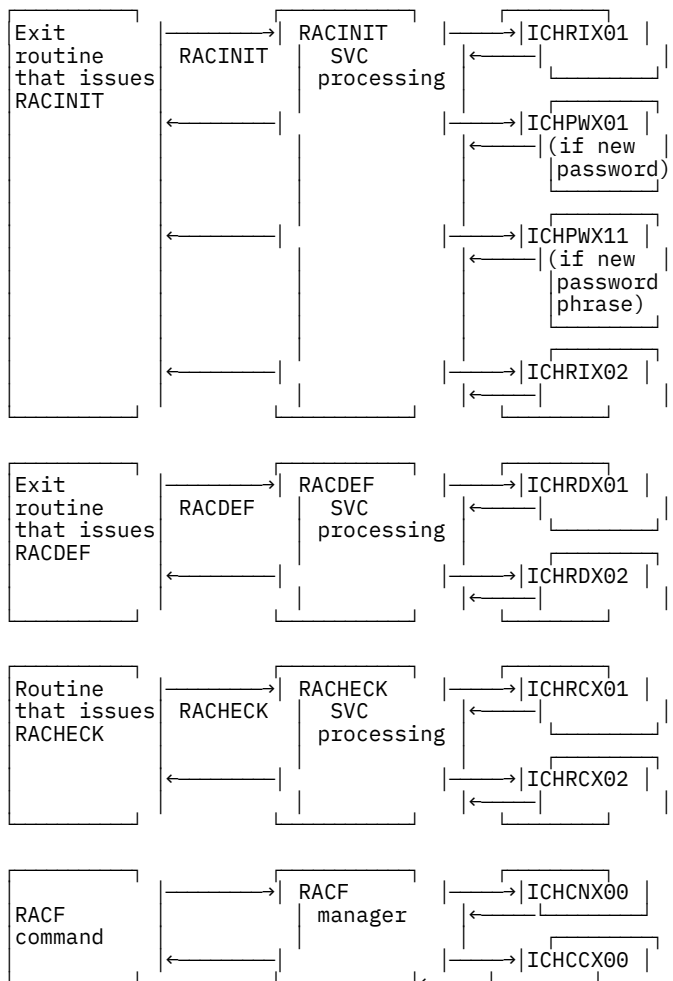 Exit RACINIT ICHRIX01
routine RACINIT SVC
that issues processing
RACINIT
ICHPWX01
(if new
password)
ICHPWX11
(if new
password
phrase)
ICHRIX02
Exit RACDEF ICHRDX01
routine RACDEF SVC
that issues processing
RACDEF
ICHRDX02
Routine RACHECK ICHRCX01
that issues RACHECK SVC
RACHECK processing
ICHRCX02
RACF ICHCNX00
RACF manager
command
ICHCCX00